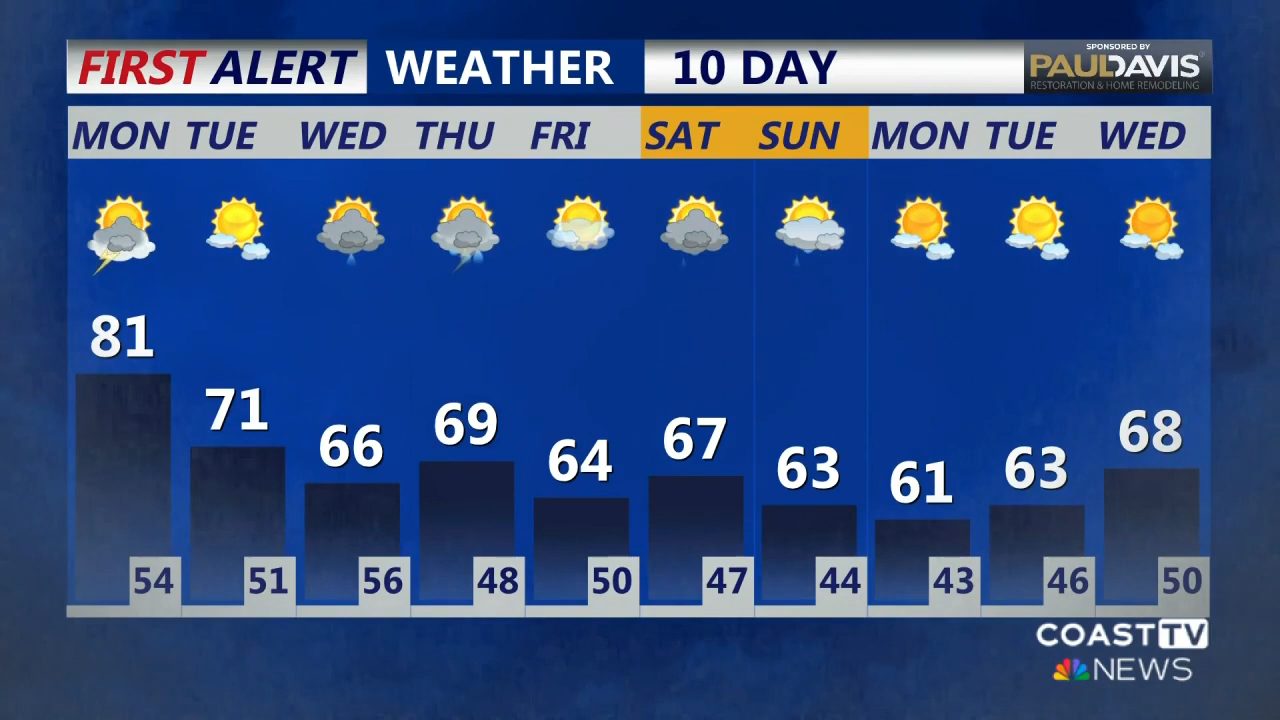 FIRST ALERT WEATHER 10 DAY
SPONSORED BY
PAUL DAVIS
RESTORATION & HOME REMODELING
MON TUE WED THU FRI SAT SUN MON TUE WED
81 71 66 69 64 67 63 61 63 68
54 51 56 48 50 47 44 43 46 50
COAST TV
NEWS